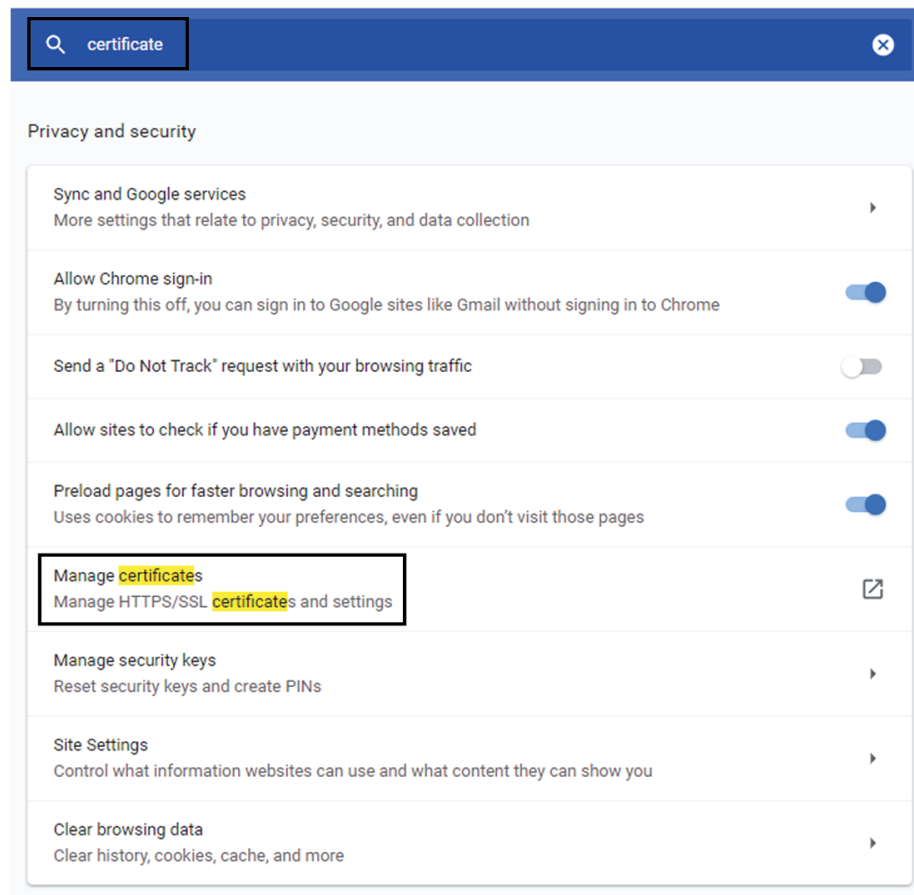 certificate
Privacy and security
Sync and Google services
More settings that relate to privacy, security, and data collection
Allow Chrome sign-in
By turning this off, you can sign in to Google sites like Gmail without signing in to Chrome
Send a "Do Not Track" request with your browsing traffic
Allow sites to check if you have payment methods saved
Preload pages for faster browsing and searching
Uses cookies to remember your preferences, even if you don’t visit those pages
Manage certificates
Manage HTTPS/SSL certificates and settings
Manage security keys
Reset security keys and create PINs
Site Settings
Control what information websites can use and what content they can show you
Clear browsing data
Clear history, cookies, cache, and more